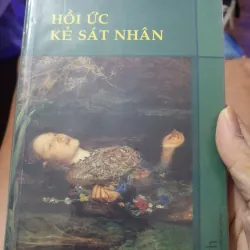 HỒI ỨC
KẺ SÁT NHÂN